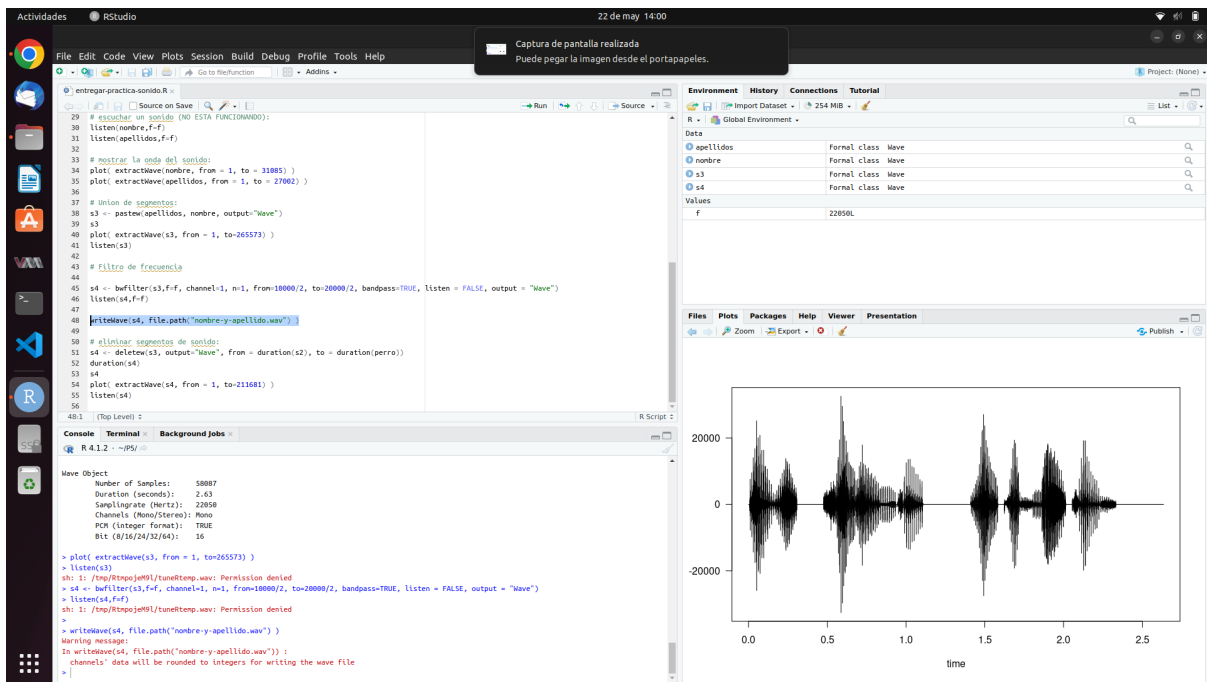 Actividades
RStudio
22 de may 14:00
Captura de pantalla realizada
Puede pegar la imagen desde el portapapeles.
File Edit Code View Plots Session Build Debug Profile Tools Help
Go to file/function
Addins
Project: (None)
entregar-practica-sonido.R
Source on Save
Run
Source
29 # escuchar un sonido (NO ESTA FUNCIONANDO):
30 listen(nombre,f=f)
31 listen(apellidos,f=f)
32
33 # mostrar la onda del sonido:
34 plot( extractWave(nombre, from = 1, to = 31085) )
35 plot( extractWave(apellidos, from = 1, to = 27002) )
36
37 # Union de segmentos:
38 s3 <- pastew(apellidos, nombre, output="Wave")
39 s3
40 plot( extractWave(s3, from = 1, to=265573) )
41 listen(s3)
42
43 # Filtro de frecuencia
44
45 s4 <- bwfilter(s3,f=f, channel=1, n=1, from=10000/2, to=20000/2, bandpass=TRUE, listen = FALSE, output = "Wave")
46 listen(s4,f=f)
47
48 writeWave(s4, file.path("nombre-y-apellido.wav") )
49
50 # eliminar segmentos de sonido:
51 s4 <- deletew(s3, output="Wave", from = duration(s2), to = duration(perro))
52 duration(s4)
53 s4
54 plot( extractWave(s4, from = 1, to=211681) )
55 listen(s4)
56
48:1 (Top Level) R Script
Console Terminal Background Jobs
R 4.1.2 · ~/P5/
Wave Object
Number of Samples: 58087
Duration (seconds): 2.63
Samplingrate (Hertz): 22050
Channels (Mono/Stereo): Mono
PCM (integer format): TRUE
Bit (8/16/24/32/64): 16
> plot( extractWave(s3, from = 1, to=265573) )
> listen(s3)
sh: 1: /tmp/RtmpojeM9l/tuneRtemp.wav: Permission denied
> s4 <- bwfilter(s3,f=f, channel=1, n=1, from=10000/2, to=20000/2, bandpass=TRUE, listen = FALSE, output = "Wave")
> listen(s4,f=f)
sh: 1: /tmp/RtmpojeM9l/tuneRtemp.wav: Permission denied
>
> writeWave(s4, file.path("nombre-y-apellido.wav") )
Warning message:
In writeWave(s4, file.path("nombre-y-apellido.wav")) :
channels' data will be rounded to integers for writing the wave file
>
Environment History Connections Tutorial
Import Dataset 254 MiB List
R Global Environment
Data
apellidos Formal class Wave
nombre Formal class Wave
s3 Formal class Wave
s4 Formal class Wave
Values
f 22050L
Files Plots Packages Help Viewer Presentation
Zoom Export Publish
20000
0
-20000
0.0 0.5 1.0 1.5 2.0 2.5
time